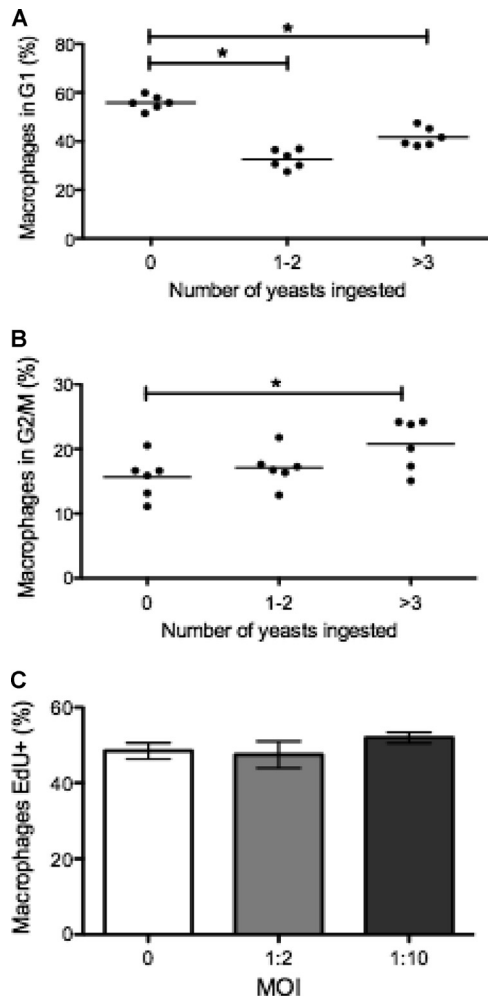 A
Macrophages in G1 (%)
80
60
40
20
0
*
*
0
1-2
>3
Number of yeasts ingested
B
Macrophages in G2/M (%)
30
20
10
0
*
0
1-2
>3
Number of yeasts ingested
C
Macrophages EdU+ (%)
60
40
20
0
0
1:2
1:10
MOI